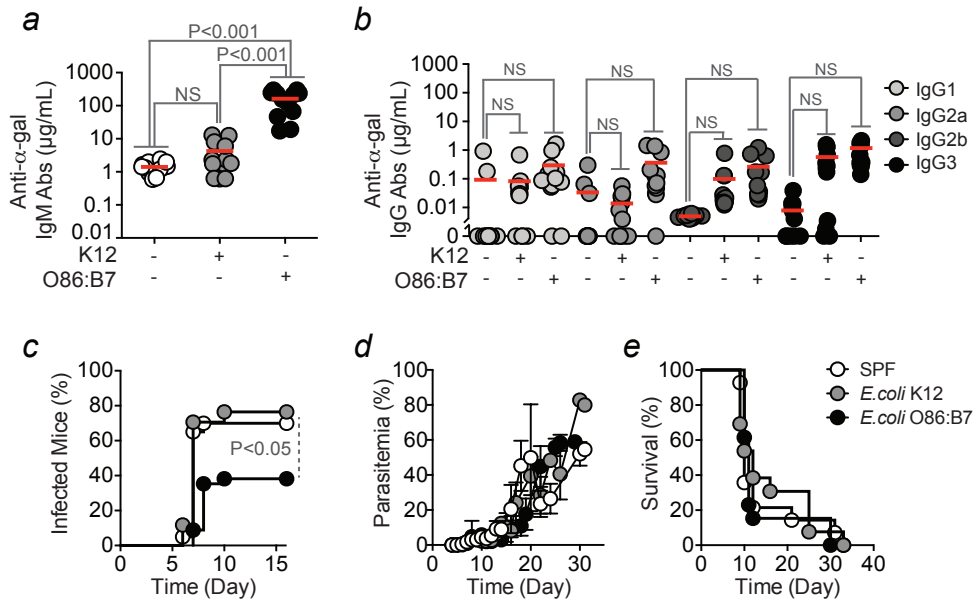 a
P<0.001
P<0.001
NS
1000
100
10
1
0.1
0.01
Anti-α-gal
IgM Abs (µg/mL)
K12 - + -
O86:B7 - - +
b
NS NS NS NS
NS NS NS NS
1000
100
10
1
0.1
0.01
0
Anti-α-gal
IgG Abs (µg/mL)
IgG1
IgG2a
IgG2b
IgG3
K12 - + - - + - - + - - + -
O86:B7 - - + - - + - - + - - +
c
100
80
60
40
20
0
Infected Mice (%)
P<0.05
0 5 10 15
Time (Day)
d
100
80
60
40
20
0
Parasitemia (%)
0 10 20 30
Time (Day)
e
100
80
60
40
20
0
Survival (%)
0 10 20 30 40
Time (Day)
SPF
E.coli K12
E.coli O86:B7